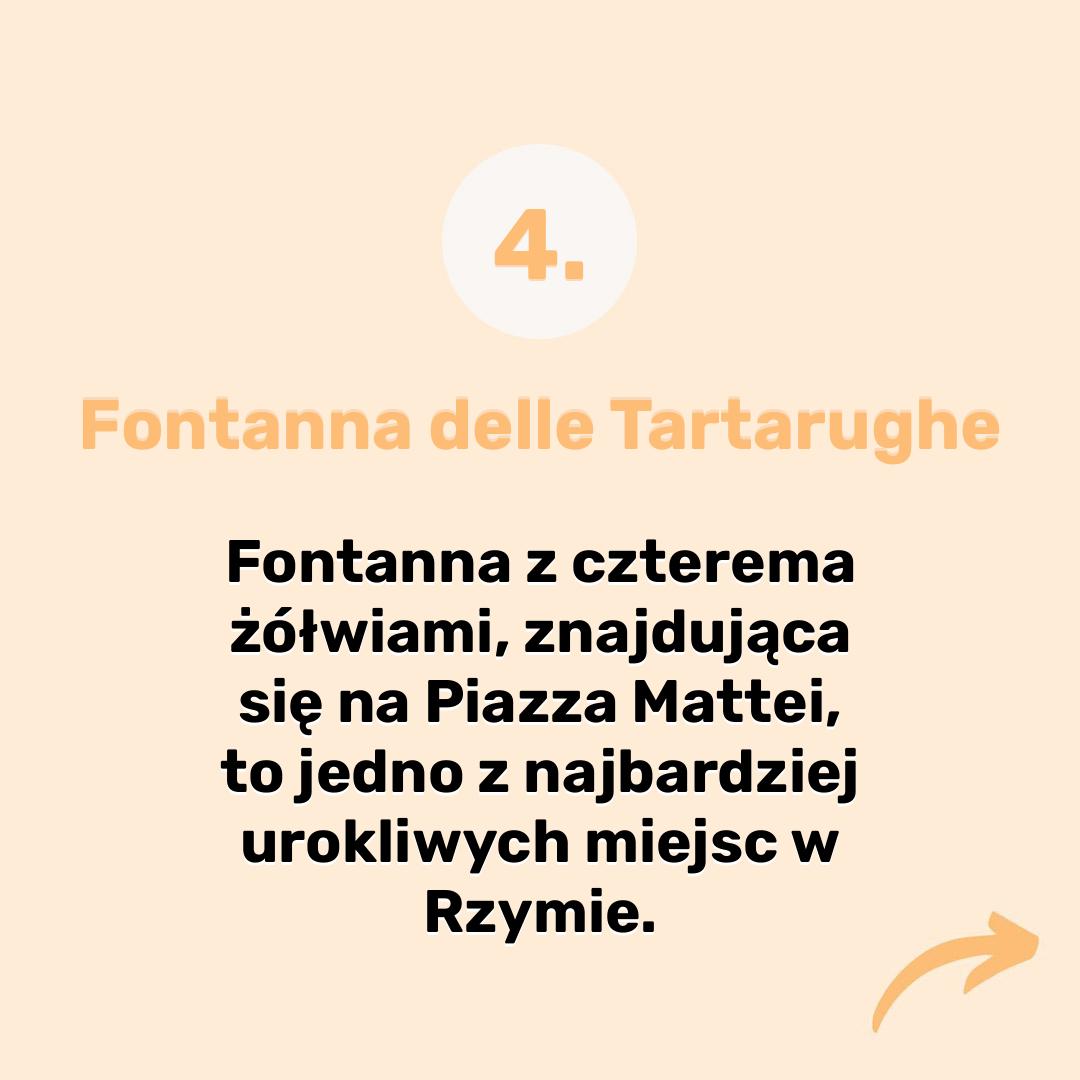 4.
Fontanna delle Tartarughe
Fontanna z czterema
żółwiami, znajdująca
się na Piazza Mattei,
to jedno z najbardziej
urokliwych miejsc w
Rzymie.